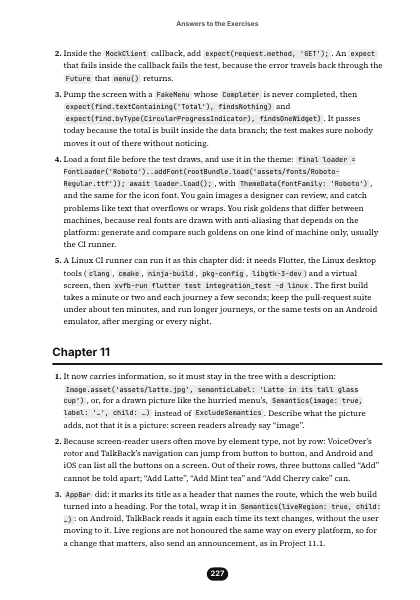 Answers to the Exercises
2. Inside the MockClient callback, add expect(request.method, 'GET');. An expect
that fails inside the callback fails the test, because the error travels back through the
Future that menu() returns.
3. Pump the screen with a FakeMenu whose Completer is never completed, then
expect(find.textContaining('Total'), findsNothing) and
expect(find.byType(CircularProgressIndicator), findsOneWidget). It passes
today because the total is built inside the data branch; the test makes sure nobody
moves it out of there without noticing.
4. Load a font file before the test draws, and use it in the theme: final loader =
FontLoader('Roboto')..addFont(rootBundle.load('assets/fonts/Roboto-
Regular.ttf')); await loader.load();, with ThemeData(fontFamily: 'Roboto'),
and the same for the icon font. You gain images a designer can review, and catch
problems like text that overflows or wraps. You risk goldens that differ between
machines, because real fonts are drawn with anti-aliasing that depends on the
platform: generate and compare such goldens on one kind of machine only, usually
the CI runner.
5. A Linux CI runner can run it as this chapter did: it needs Flutter, the Linux desktop
tools (clang, cmake, ninja-build, pkg-config, libgtk-3-dev) and a virtual
screen, then xvfb-run flutter test integration_test -d linux. The first build
takes a minute or two and each journey a few seconds; keep the pull-request suite
under about ten minutes, and run longer journeys, or the same tests on an Android
emulator, after merging or every night.
Chapter 11
1. It now carries information, so it must stay in the tree with a description:
Image.asset('assets/latte.jpg', semanticLabel: 'Latte in its tall glass
cup'), or, for a drawn picture like the hurried menu's, Semantics(image: true,
label: '…', child: …) instead of ExcludeSemantics. Describe what the picture
adds, not that it is a picture: screen readers already say “image”.
2. Because screen-reader users often move by element type, not by row: VoiceOver's
rotor and TalkBack's navigation can jump from button to button, and Android and
iOS can list all the buttons on a screen. Out of their rows, three buttons called “Add”
cannot be told apart; “Add Latte”, “Add Mint tea” and “Add Cherry cake” can.
3. AppBar did: it marks its title as a header that names the route, which the web build
turned into a heading. For the total, wrap it in Semantics(liveRegion: true, child:
…): on Android, TalkBack reads it again each time its text changes, without the user
moving to it. Live regions are not honoured the same way on every platform, so for
a change that matters, also send an announcement, as in Project 11.1.
227